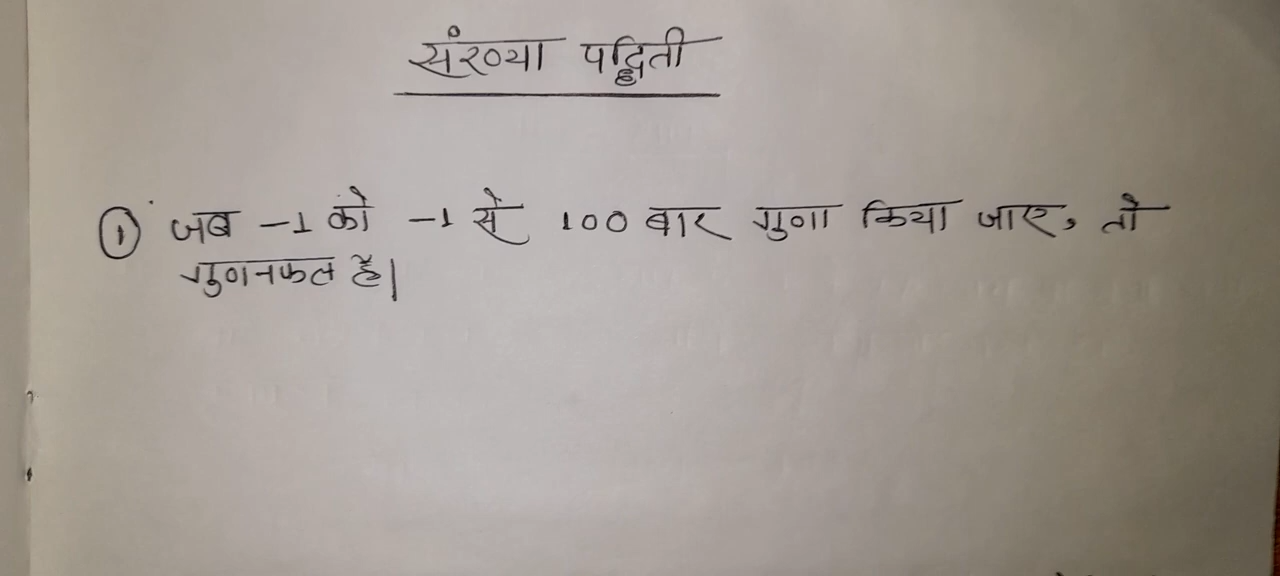 संख्या पद्धिती
① जब -1 को -1 से 100 बार गुणा किया जाए, तो
गुणनफल है।